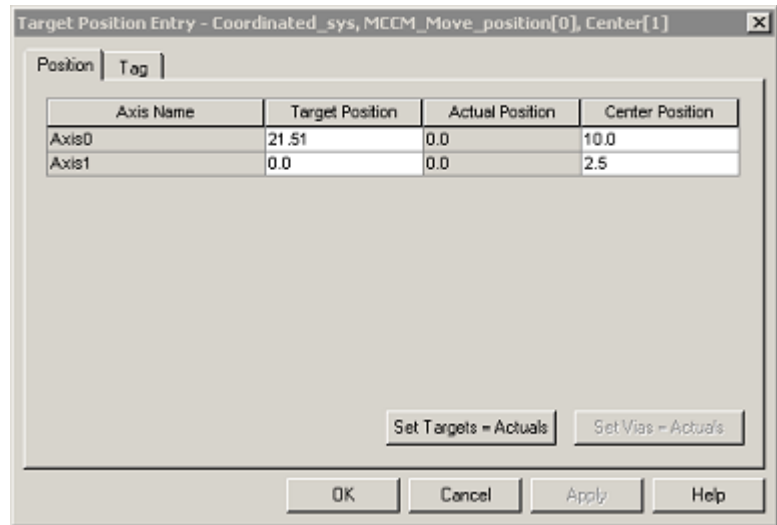 Target Position Entry - Coordinated_sys, MCCM_Move_position[0], Center[1]
Position Tag
Axis Name Target Position Actual Position Center Position
Axis0 21.51 0.0 10.0
Axis1 0.0 0.0 2.5
Set Targets = Actuals Set Vias = Actuals
OK Cancel Apply Help